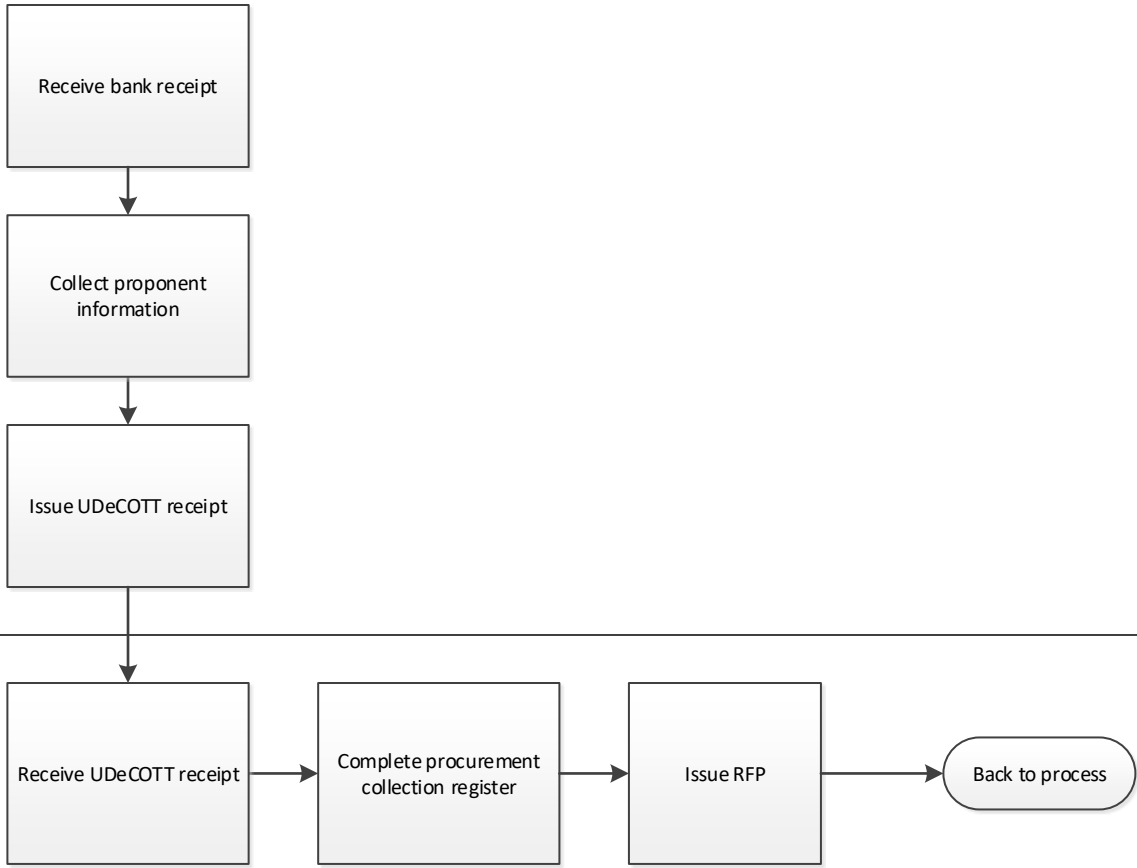 Receive bank receipt
Collect proponent
information
Issue UDeCOTT receipt
Receive UDeCOTT receipt
Complete procurement
collection register
Issue RFP
Back to process